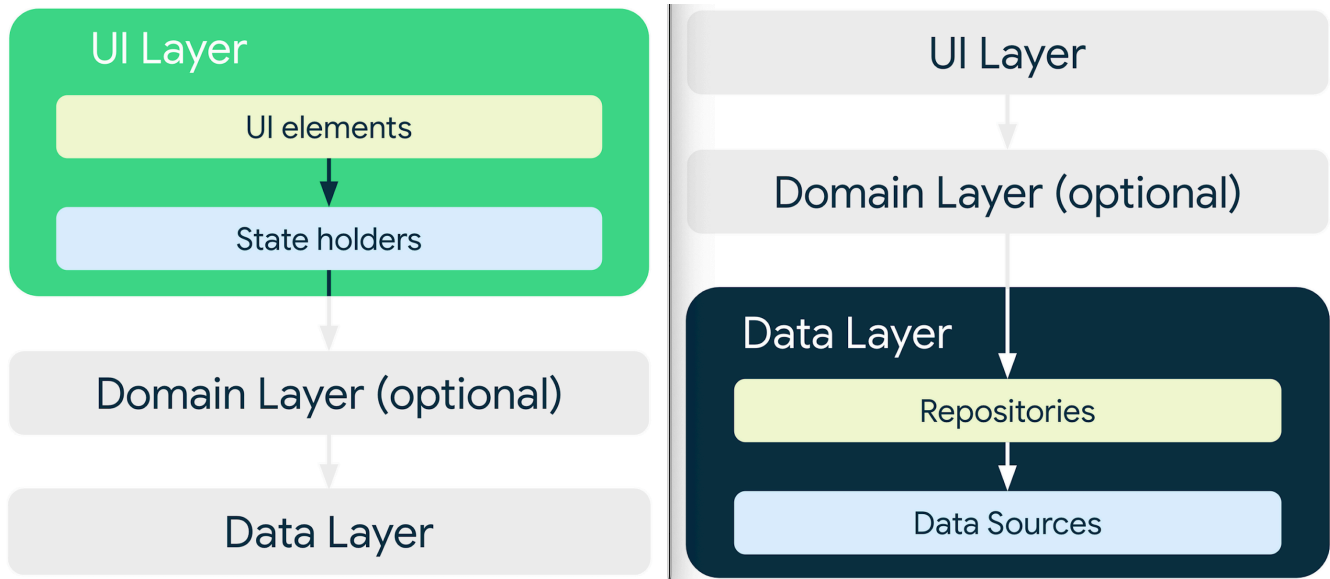 UI Layer
UI elements
State holders
Domain Layer (optional)
Data Layer
UI Layer
Domain Layer (optional)
Data Layer
Repositories
Data Sources